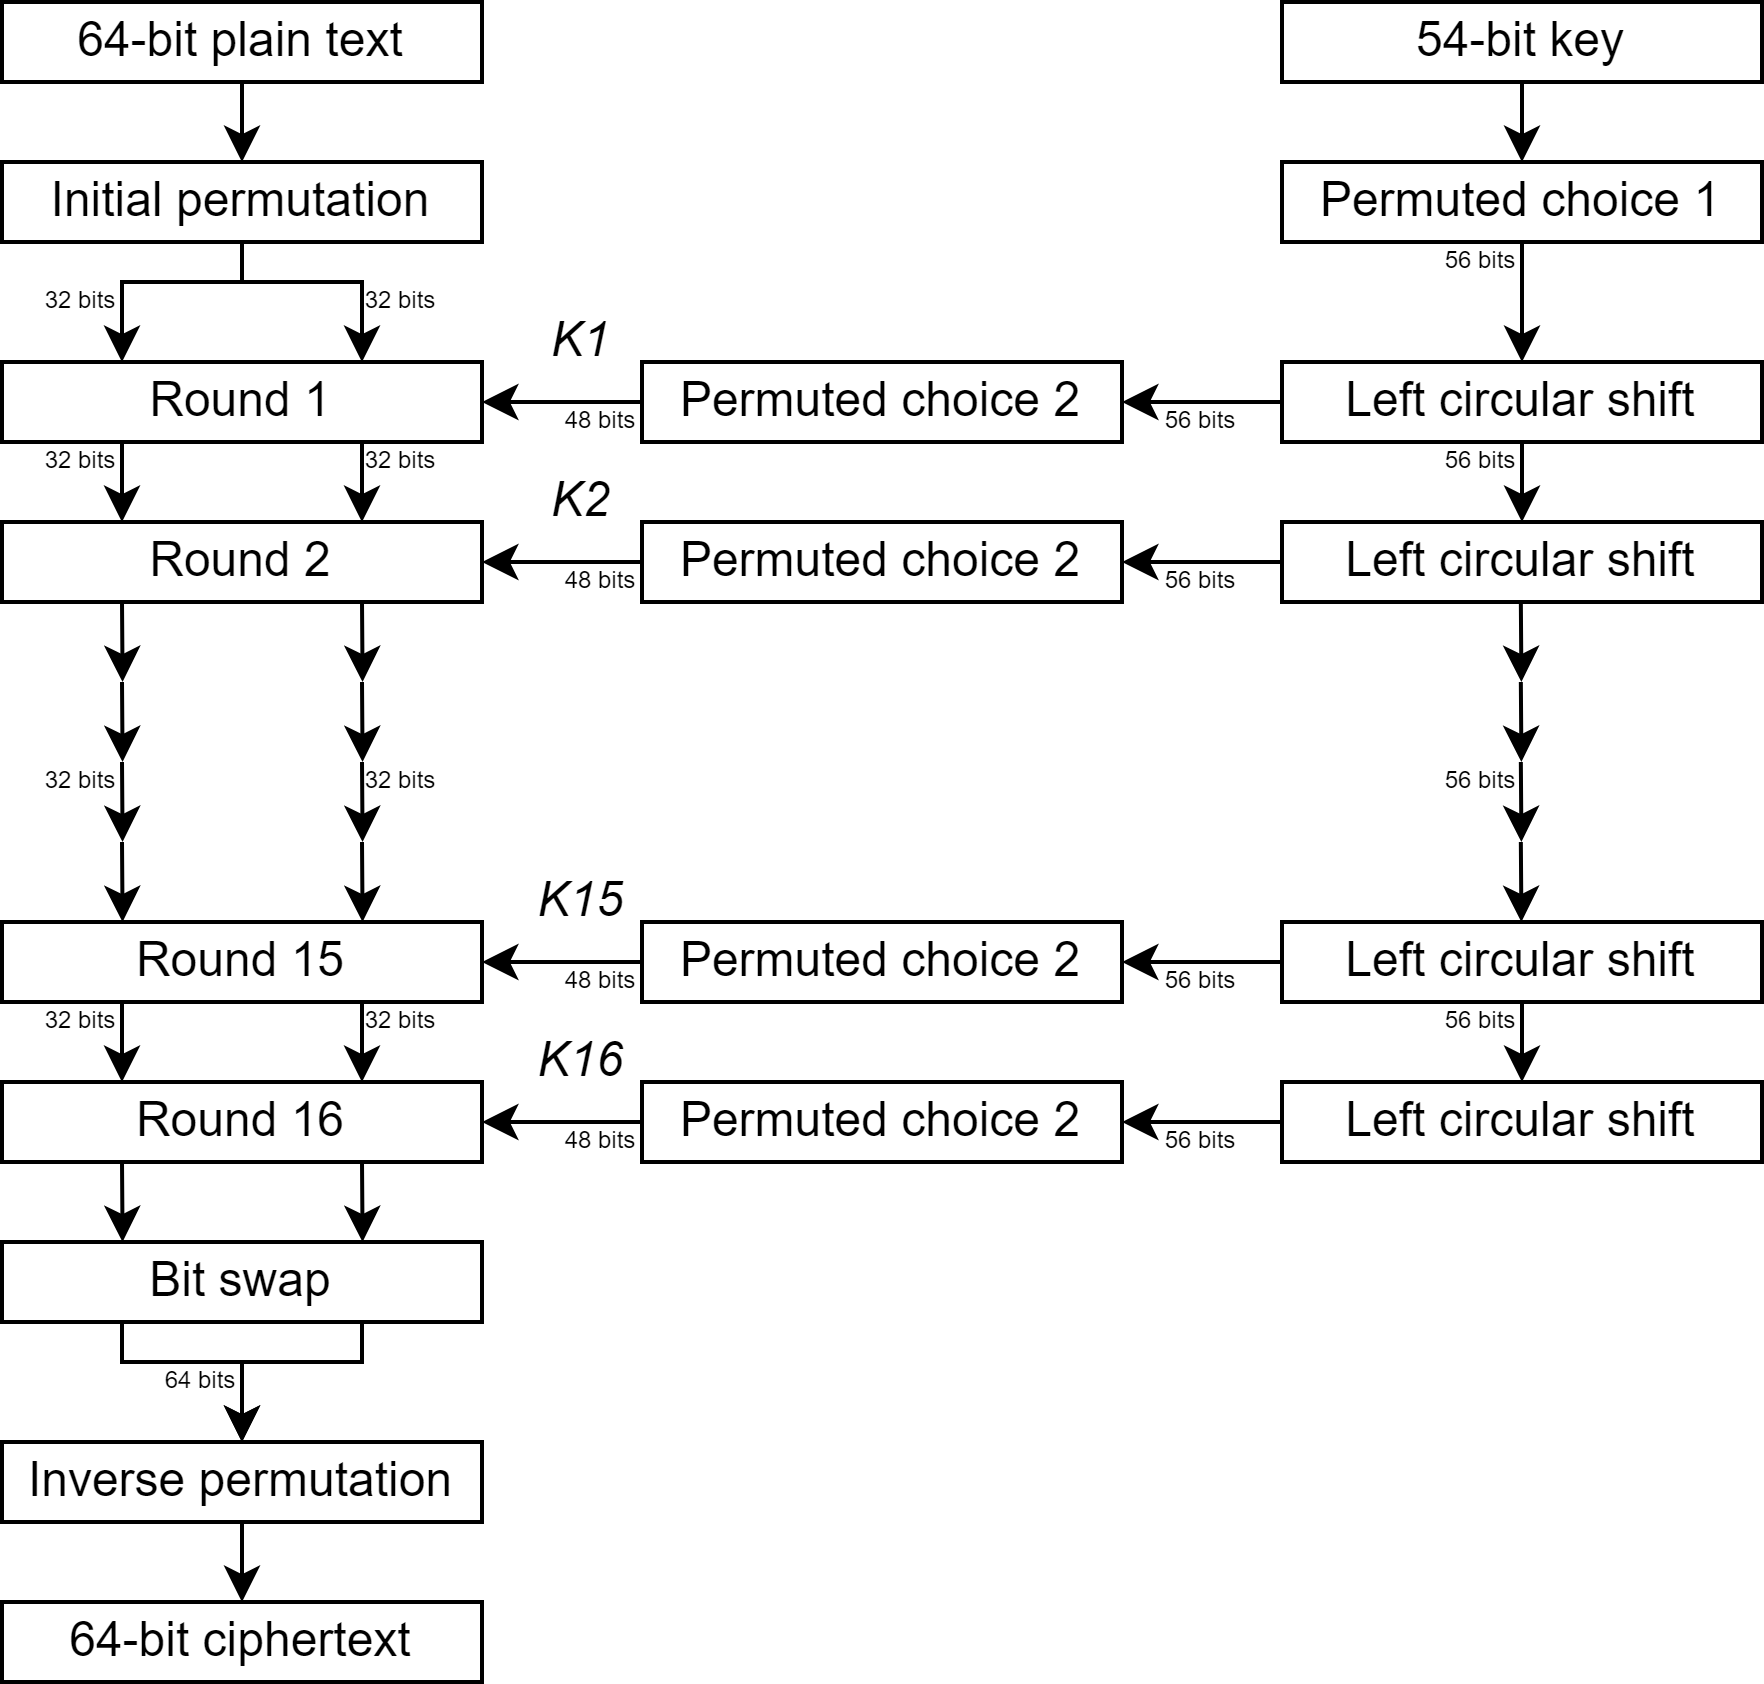 64-bit plain text
54-bit key
Initial permutation
Permuted choice 1
56 bits
32 bits
32 bits
K1
Round 1
48 bits
Permuted choice 2
56 bits
Left circular shift
32 bits
32 bits
56 bits
K2
Round 2
48 bits
Permuted choice 2
56 bits
Left circular shift
32 bits
32 bits
56 bits
K15
Round 15
48 bits
Permuted choice 2
56 bits
Left circular shift
32 bits
32 bits
56 bits
K16
Round 16
48 bits
Permuted choice 2
56 bits
Left circular shift
Bit swap
64 bits
Inverse permutation
64-bit ciphertext